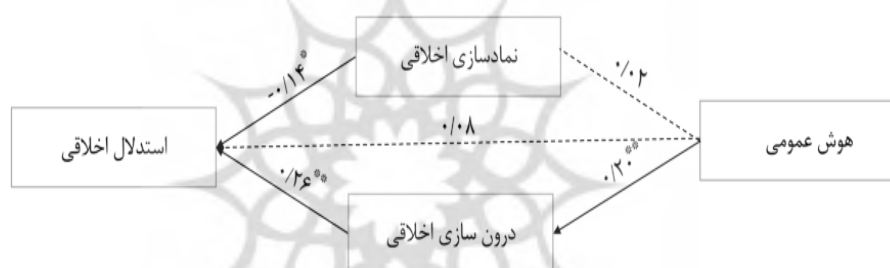 نمادسازی اخلاقی
-۰/۱۴*
۰/۰۲
هوش عمومی
۰/۰۸
استدلال اخلاقی
۰/۲۰**
۰/۲۶**
درون سازی اخلاقی